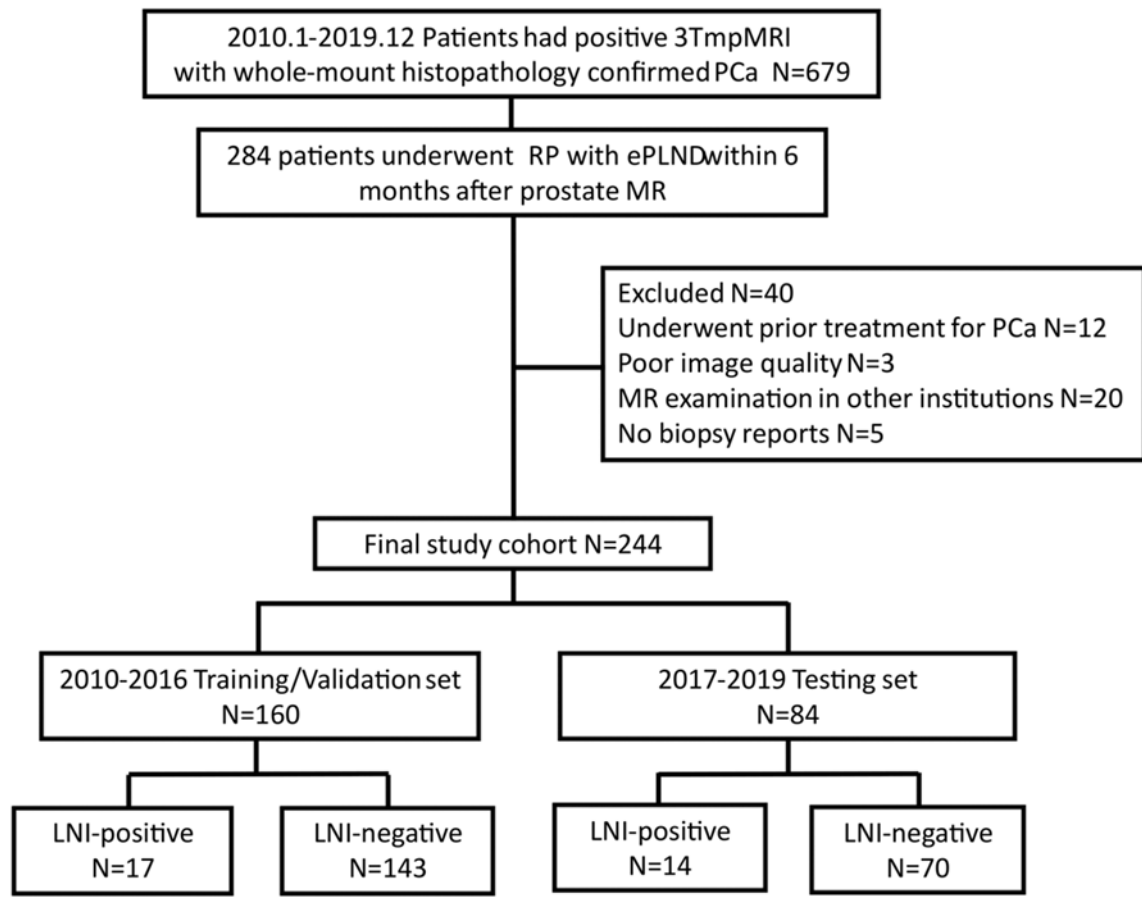 2010.1-2019.12 Patients had positive 3TmpMRI
with whole-mount histopathology confirmed PCa N=679
284 patients underwent RP with ePLNDwithin 6
months after prostate MR
Excluded N=40
Underwent prior treatment for PCa N=12
Poor image quality N=3
MR examination in other institutions N=20
No biopsy reports N=5
Final study cohort N=244
2010-2016 Training/Validation set
N=160
2017-2019 Testing set
N=84
LNI-positive
N=17
LNI-negative
N=143
LNI-positive
N=14
LNI-negative
N=70